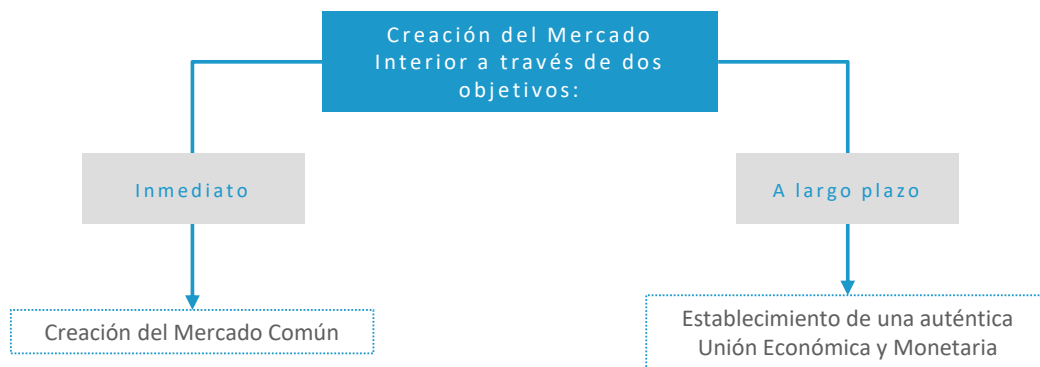 Creación del Mercado
Interior a través de dos
objetivos:
Inmediato
A largo plazo
Creación del Mercado Común
Establecimiento de una auténtica
Unión Económica y Monetaria